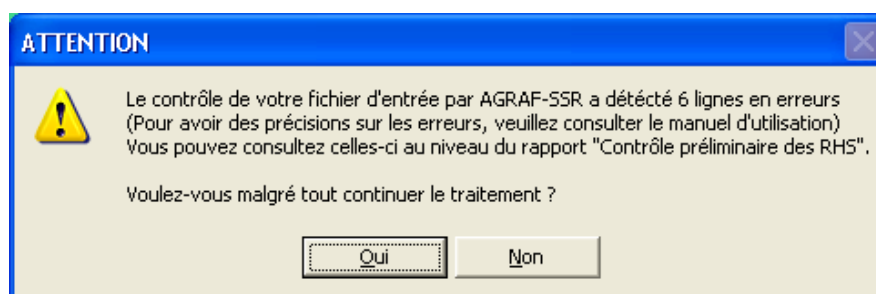 ATTENTION
Le contrôle de votre fichier d'entrée par AGRAF-SSR a détécté 6 lignes en erreurs
(Pour avoir des précisions sur les erreurs, veuillez consulter le manuel d'utilisation)
Vous pouvez consultez celles-ci au niveau du rapport "Contrôle préliminaire des RHS".
Voulez-vous malgré tout continuer le traitement ?
Oui
Non